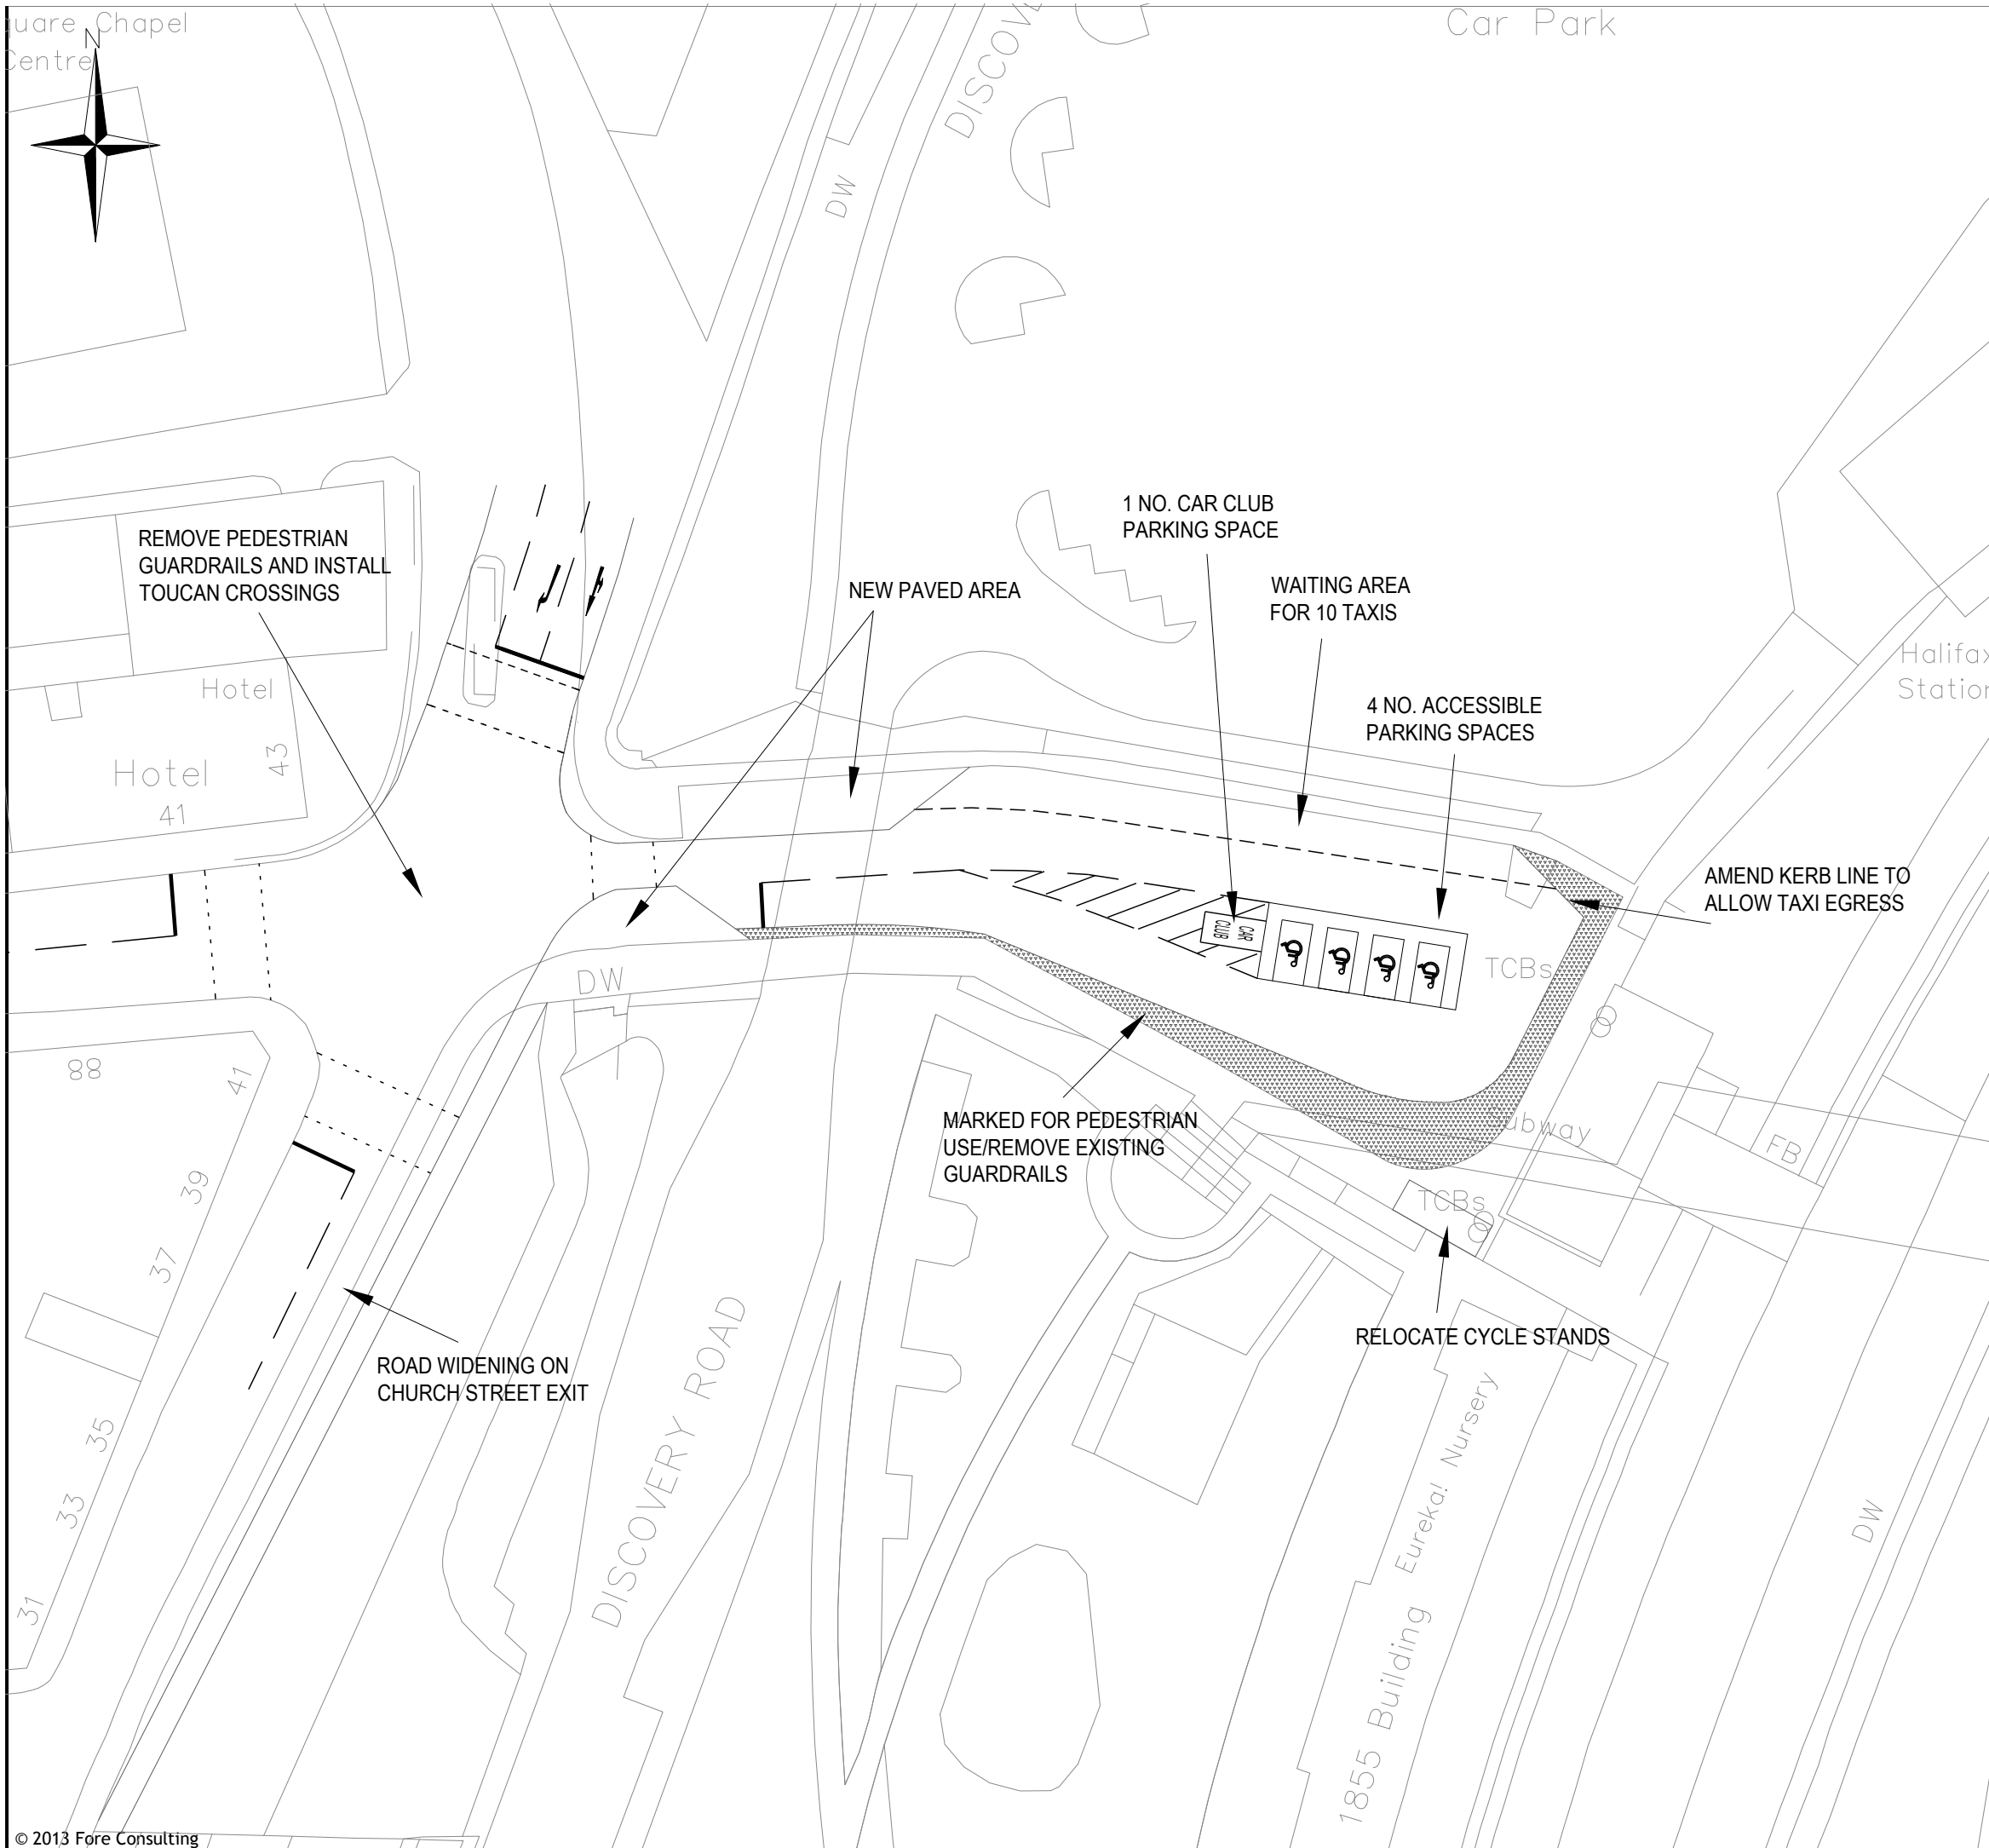 uare Chapel
Centre
N
Car Park
DISCOV
DW
1 NO. CAR CLUB
PARKING SPACE
REMOVE PEDESTRIAN
GUARDRAILS AND INSTALL
TOUCAN CROSSINGS
NEW PAVED AREA
WAITING AREA
FOR 10 TAXIS
Halifax
Station
Hotel
4 NO. ACCESSIBLE
PARKING SPACES
Hotel
43
41
AMEND KERB LINE TO
ALLOW TAXI EGRESS
CAR
CLUB
TCBs
DW
88
41
MARKED FOR PEDESTRIAN
USE/REMOVE EXISTING
GUARDRAILS
Subway
FB
39
TCBs
37
RELOCATE CYCLE STANDS
ROAD WIDENING ON
CHURCH STREET EXIT
DISCOVERY ROAD
35
33
31
1855 Building
Eureka! Nursery
DW
© 2013 Fore Consulting